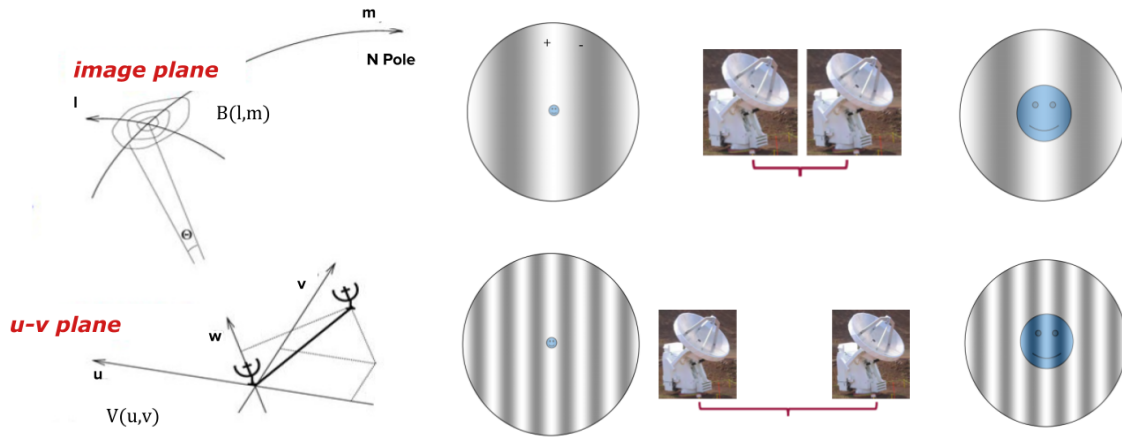 m
N Pole
image plane
l
B(l,m)
Θ
+ -
v
u-v plane
w
u
V(u,v)